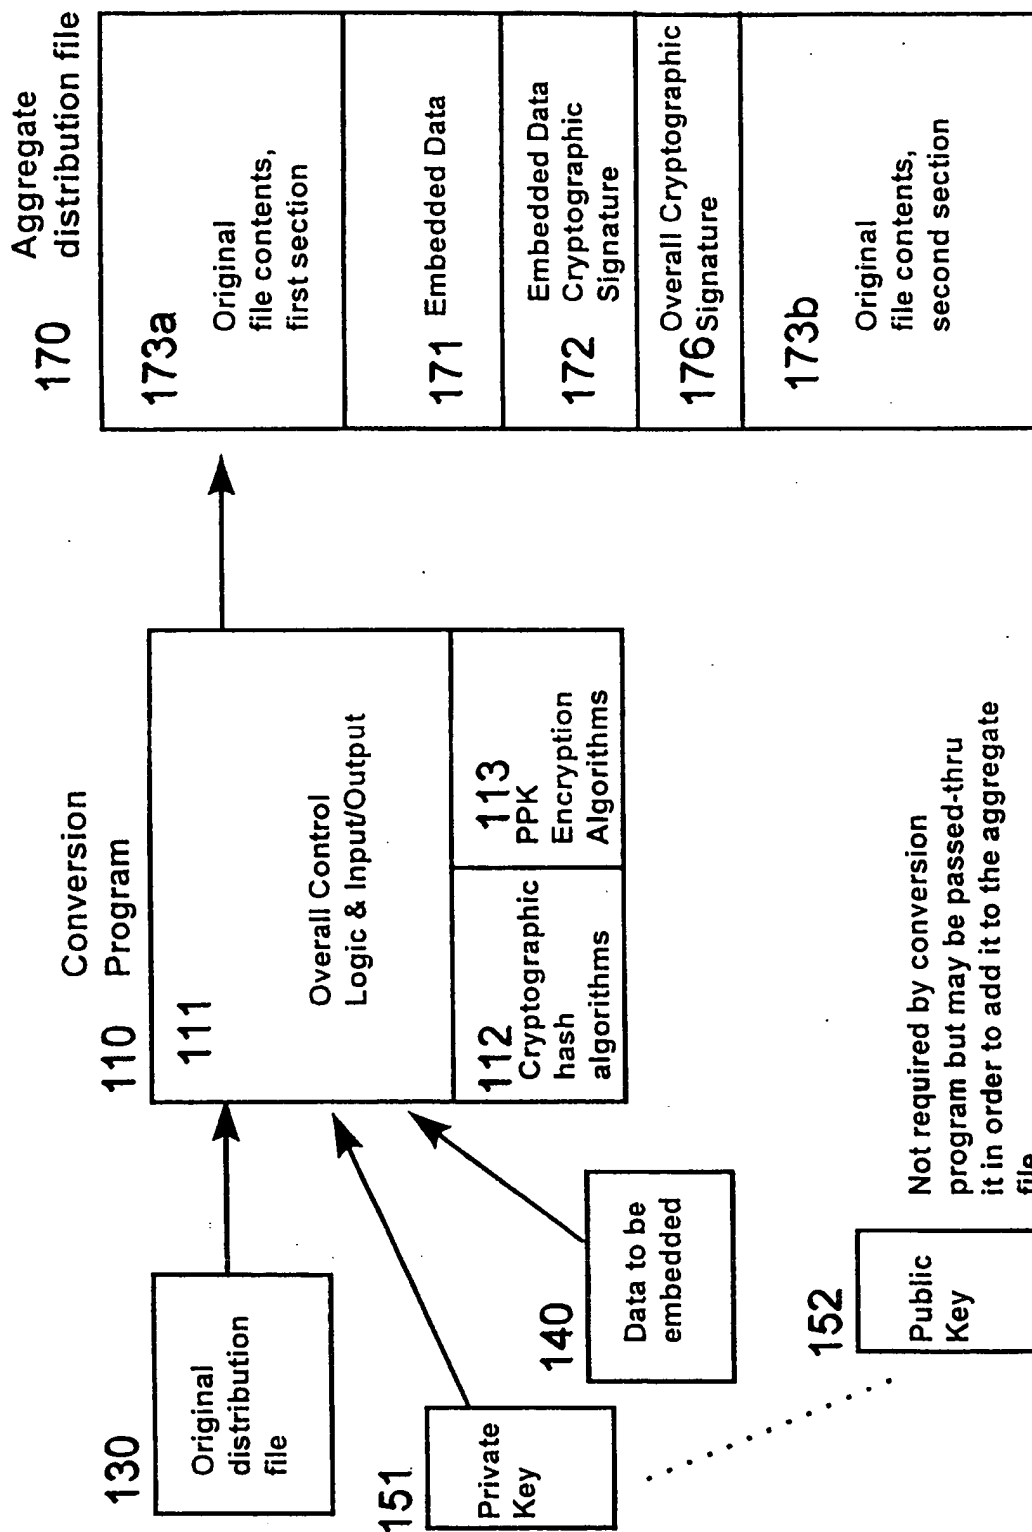 130
Original
distribution
file
151
Private
Key
140
Data to be
embedded
152
Public
Key
Not required by conversion
program but may be passed-thru
it in order to add it to the aggregate
file
110
Conversion
Program
111
Overall Control
Logic & Input/Output
112
Cryptographic
hash
algorithms
113
PPK
Encryption
Algorithms
170
Aggregate
distribution file
173a
Original
file contents,
first section
171 Embedded Data
172
Embedded Data
Cryptographic
Signature
176
Overall Cryptographic
Signature
173b
Original
file contents,
second section